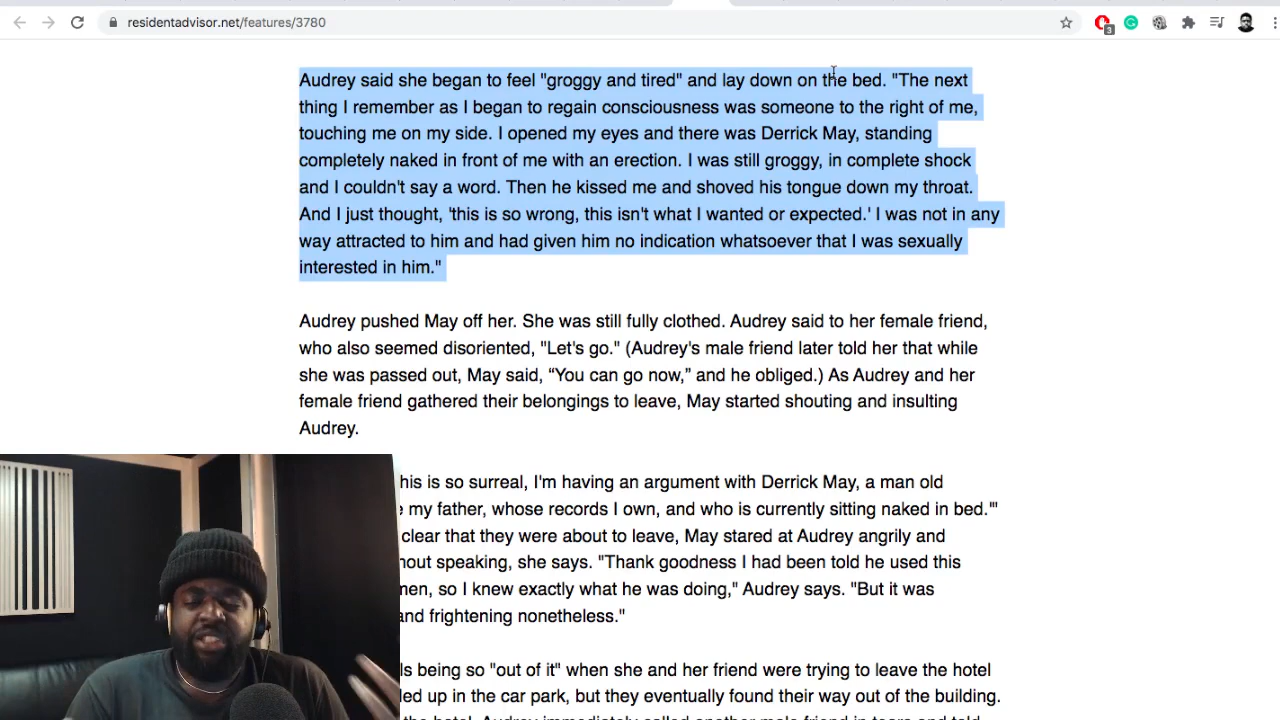 residentadvisor.net/features/3780
3
Audrey said she began to feel "groggy and tired" and lay down on the bed. "The next
thing I remember as I began to regain consciousness was someone to the right of me,
touching me on my side. I opened my eyes and there was Derrick May, standing
completely naked in front of me with an erection. I was still groggy, in complete shock
and I couldn't say a word. Then he kissed me and shoved his tongue down my throat.
And I just thought, 'this is so wrong, this isn't what I wanted or expected.' I was not in any
way attracted to him and had given him no indication whatsoever that I was sexually
interested in him."
Audrey pushed May off her. She was still fully clothed. Audrey said to her female friend,
who also seemed disoriented, "Let's go." (Audrey's male friend later told her that while
she was passed out, May said, “You can go now,” and he obliged.) As Audrey and her
female friend gathered their belongings to leave, May started shouting and insulting
Audrey.
his is so surreal, I'm having an argument with Derrick May, a man old
my father, whose records I own, and who is currently sitting naked in bed.'"
clear that they were about to leave, May stared at Audrey angrily and
hout speaking, she says. "Thank goodness I had been told he used this
men, so I knew exactly what he was doing," Audrey says. "But it was
and frightening nonetheless."
ls being so "out of it" when she and her friend were trying to leave the hotel
led up in the car park, but they eventually found their way out of the building.
the hotel, Audrey immediately called another male friend in tears and told